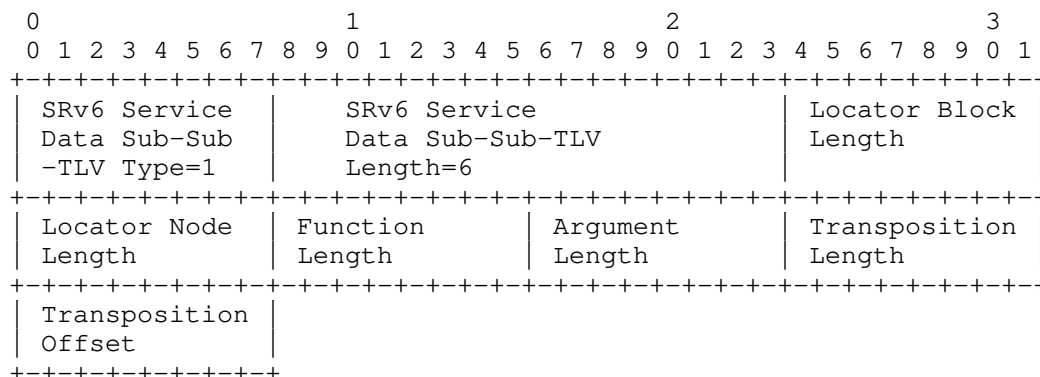 0                   1                   2                   3
0 1 2 3 4 5 6 7 8 9 0 1 2 3 4 5 6 7 8 9 0 1 2 3 4 5 6 7 8 9 0 1
+-+-+-+-+-+-+-+-+-+-+-+-+-+-+-+-+-+-+-+-+-+-+-+-+-+-+-+-+-+-+-+--
| SRv6 Service  |    SRv6 Service               | Locator Block |
| Data Sub-Sub  |    Data Sub-Sub-TLV           | Length        |
| -TLV Type=1   |    Length=6                   |               |
+-+-+-+-+-+-+-+-+-+-+-+-+-+-+-+-+-+-+-+-+-+-+-+-+-+-+-+-+-+-+-+--
| Locator Node  | Function      | Argument      | Transposition |
| Length        | Length        | Length        | Length        |
+-+-+-+-+-+-+-+-+-+-+-+-+-+-+-+-+-+-+-+-+-+-+-+-+-+-+-+-+-+-+-+--
| Transposition |
| Offset        |
+-+-+-+-+-+-+-+-+